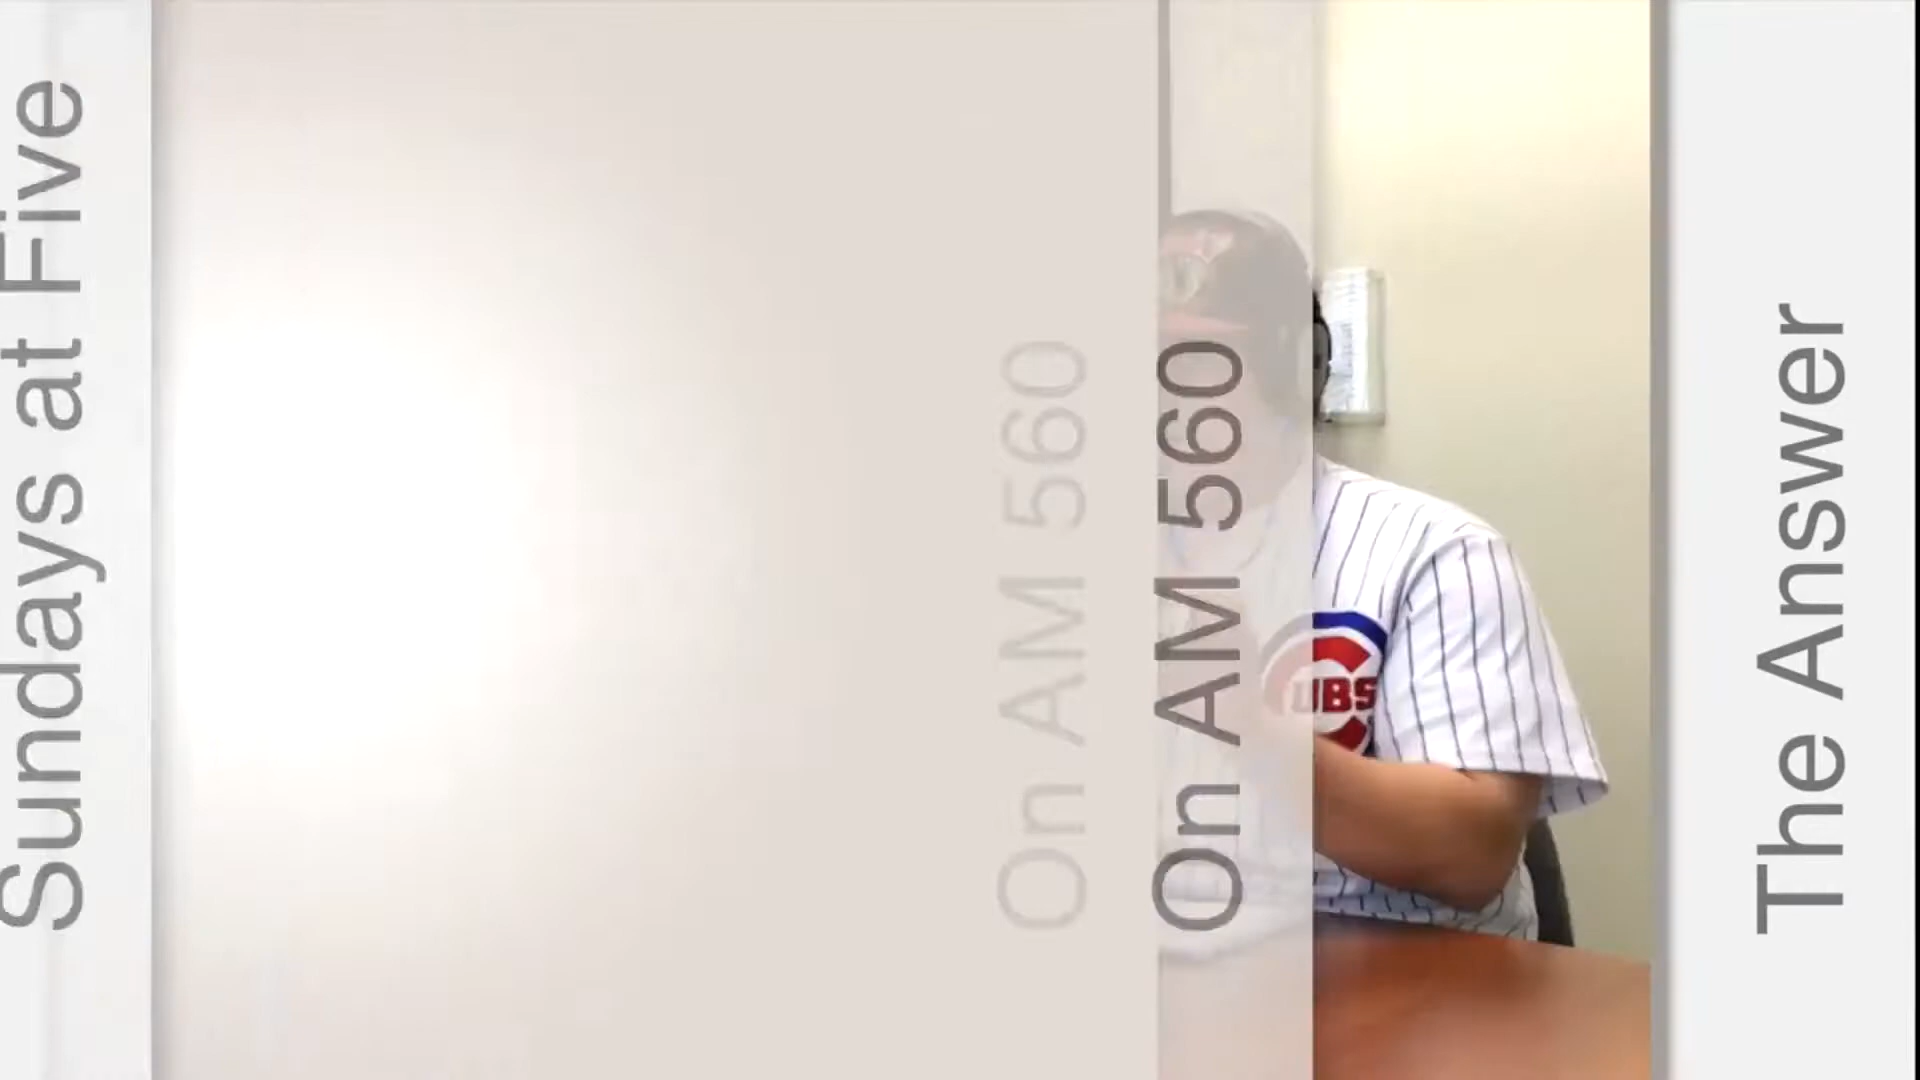 Sundays at Five
On AM 560
On AM 560
UBS
The Answer